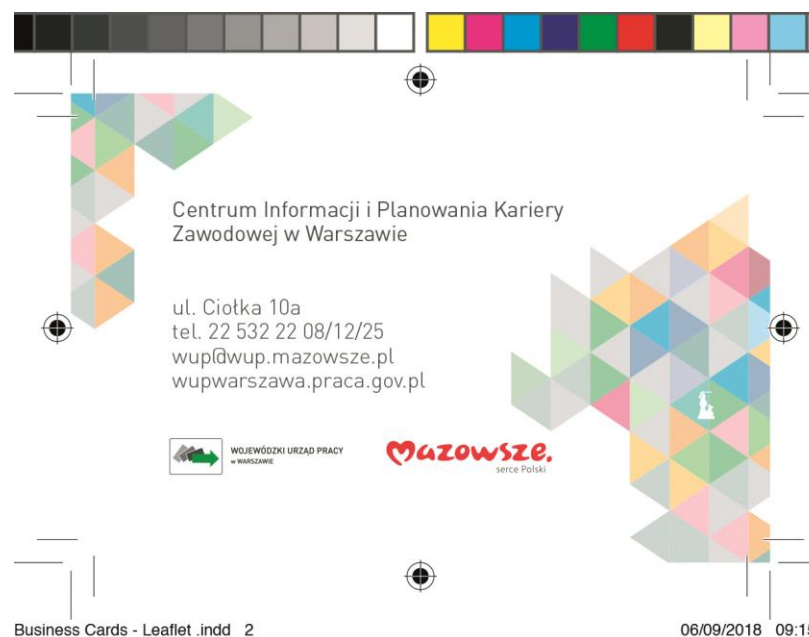 Centrum Informacji i Planowania Kariery
Zawodowej w Warszawie
ul. Ciołka 10a
tel. 22 532 22 08/12/25
wup@wup.mazowsze.pl
wupwarszawa.praca.gov.pl
WOJEWÓDZKI URZĄD PRACY
w WARSZAWIE
mazowsze.
serce Polski
Business Cards - Leaflet .indd 2
06/09/2018 09:1